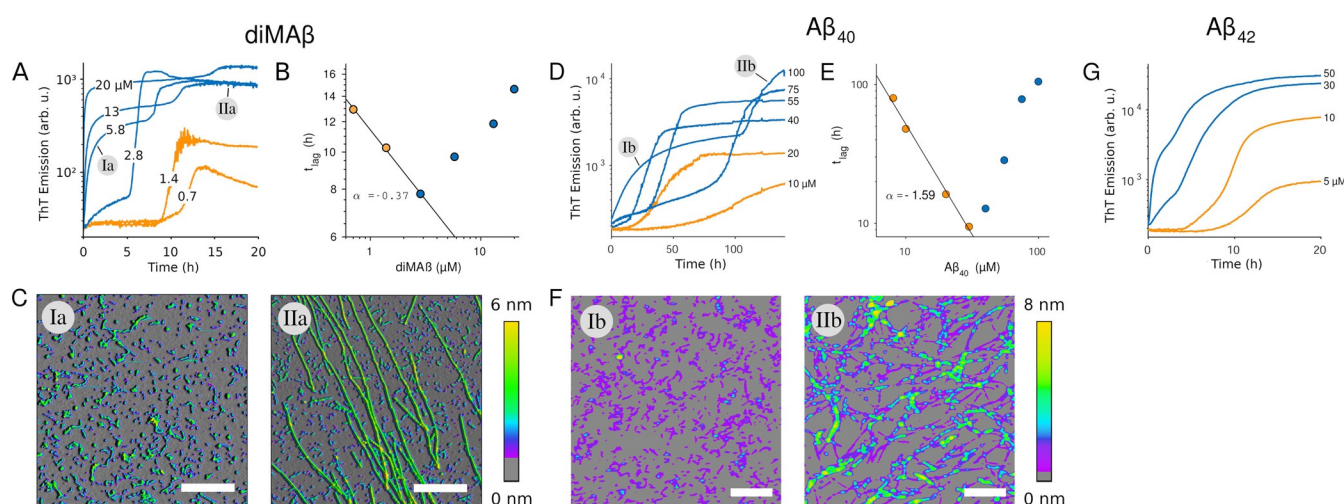 diMAβ
Aβ40
Aβ42
A
ThT Emission (arb. u.)
10³
10²
20 μM
13
5.8
2.8
1.4
0.7
Ia
IIa
0 5 10 15 20
Time (h)
B
tlag (h)
16
14
12
10
8
6
α = -0.37
1 10
diMAß (μM)
D
ThT Emission (arb. u.)
10⁴
10³
Ib
IIb
100
75
55
40
20
10 μM
0 50 100
Time (h)
E
tlag (h)
100
10
α = -1.59
10 100
Aβ40 (μM)
G
ThT Emission (arb. u.)
10⁴
10³
50
30
10
5 μM
0 10 20
Time (h)
C
Ia
IIa
6 nm
0 nm
F
Ib
IIb
8 nm
0 nm